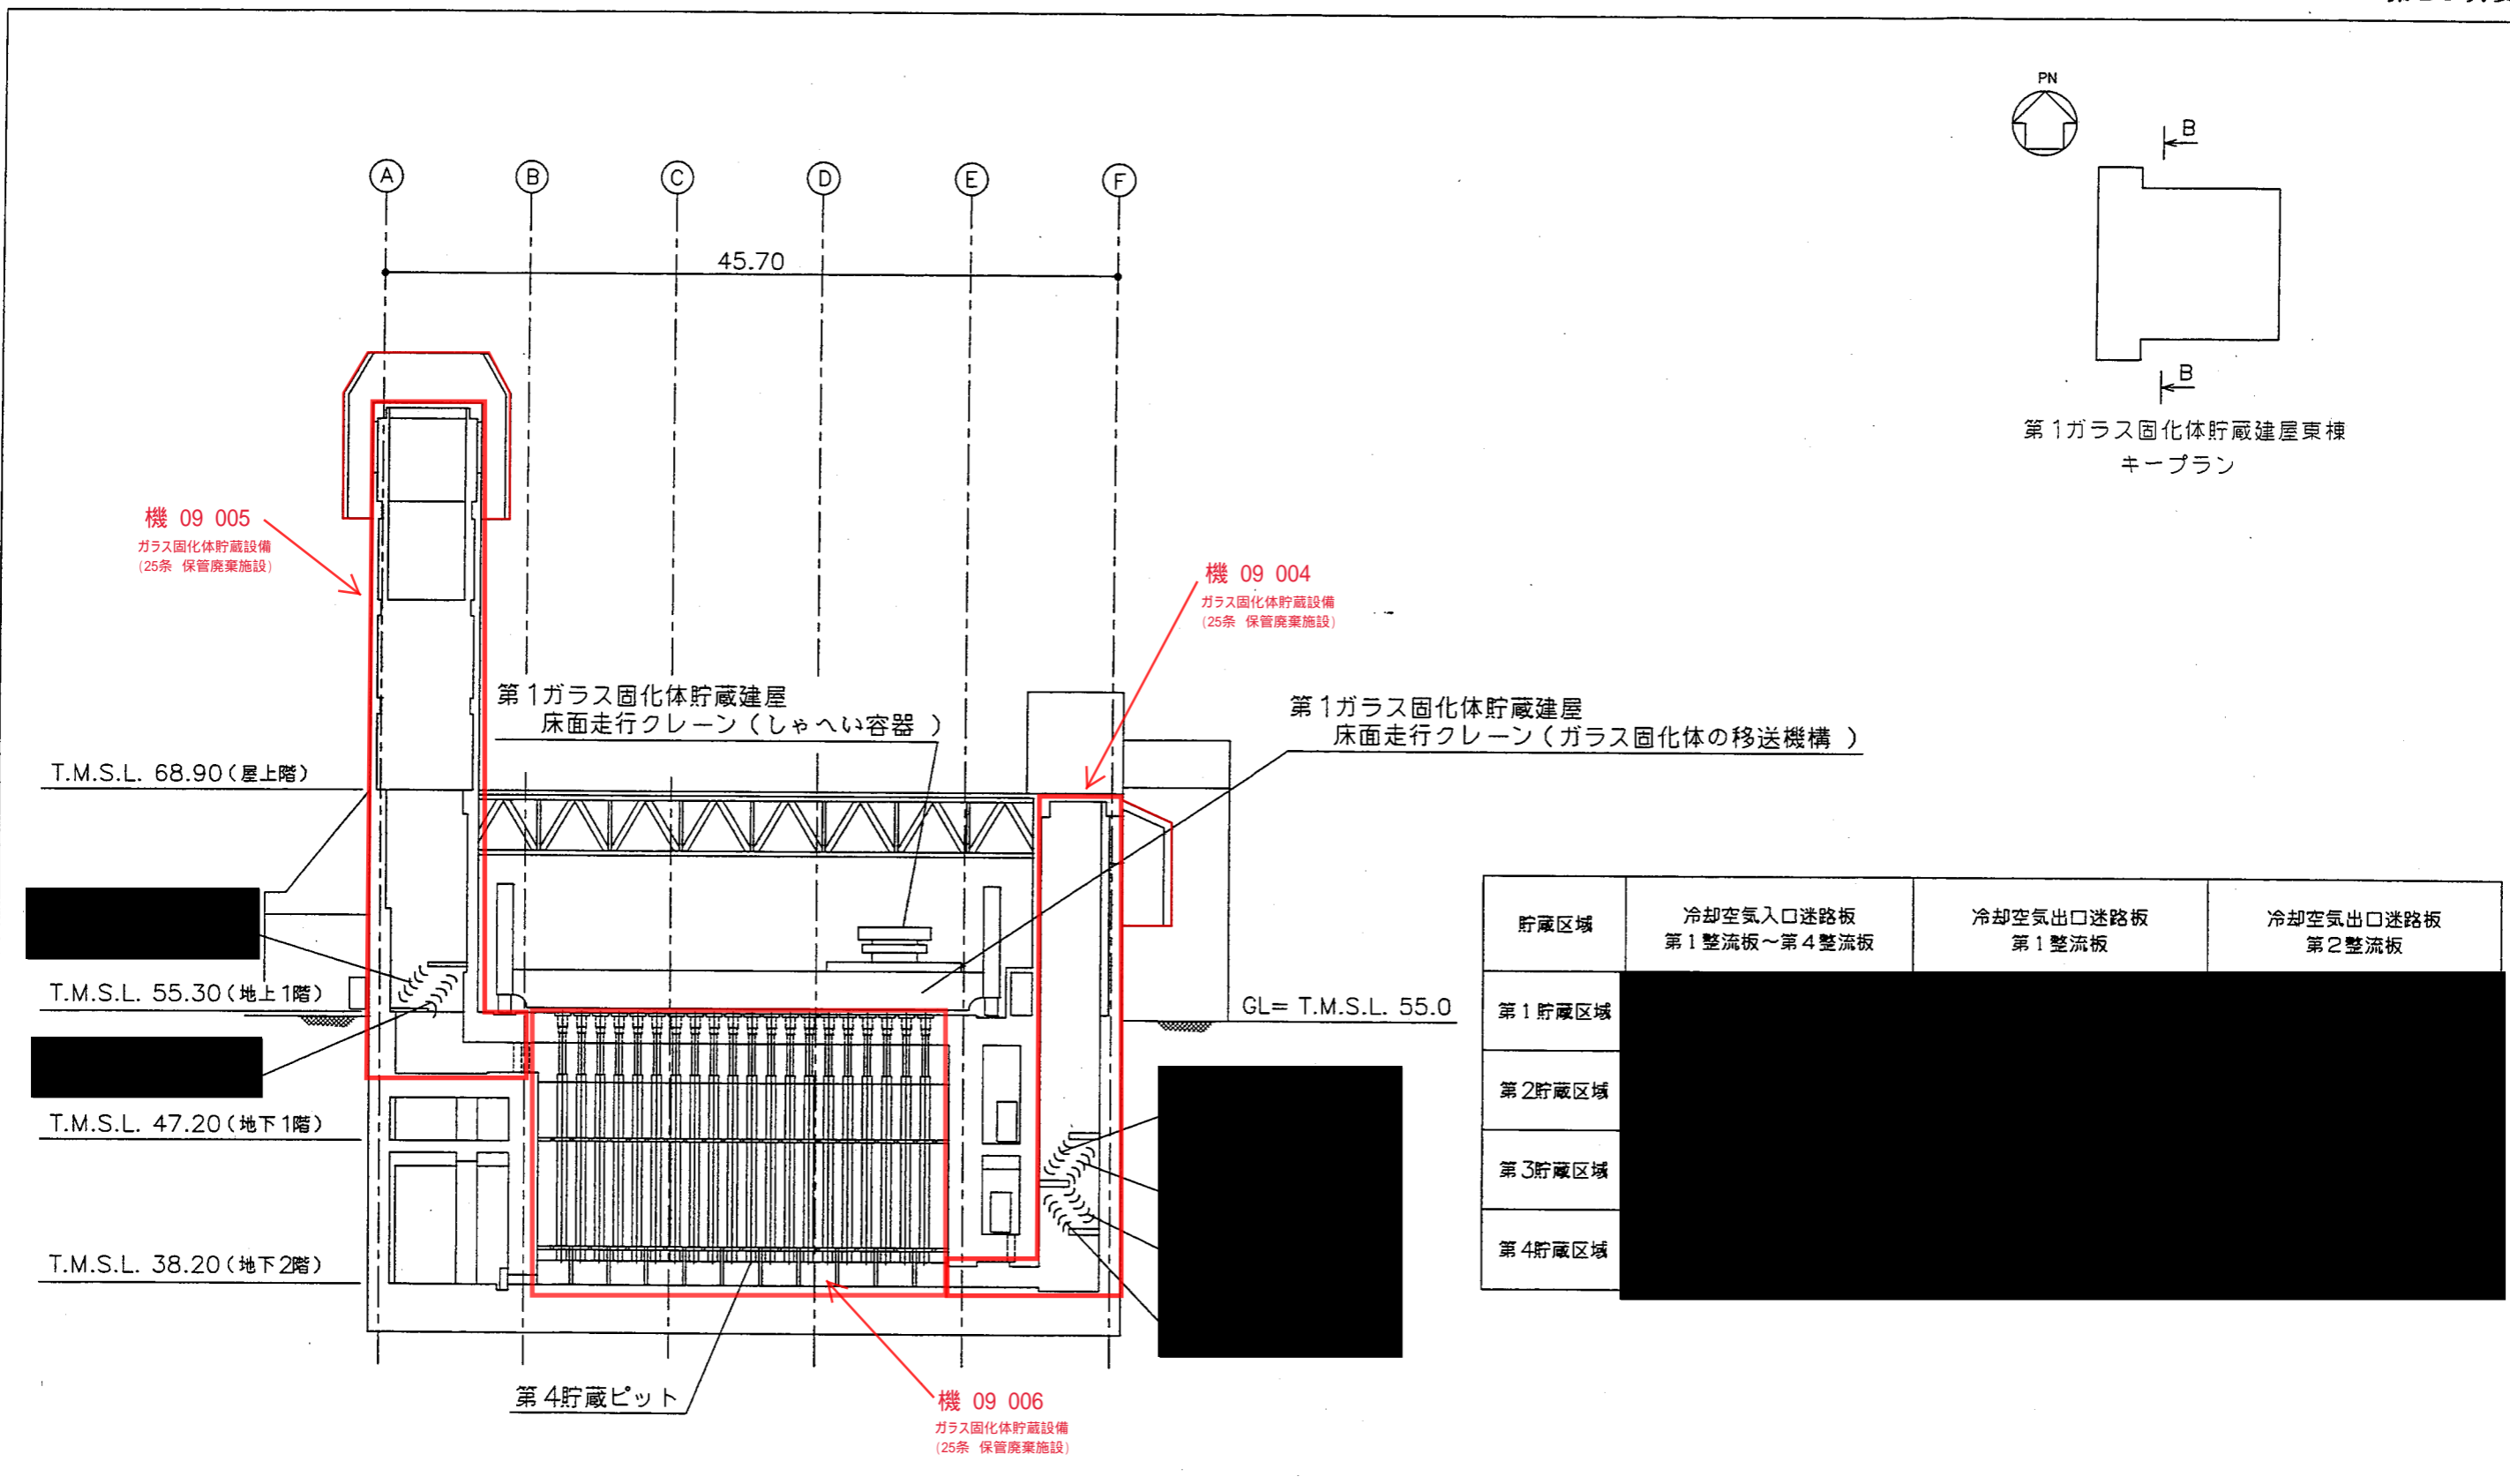 PN
B
B
第1ガラス固化体貯蔵建屋東棟
キープラン
A
B
C
D
E
F
45.70
機 09 005
ガラス固化体貯蔵設備
(25条 保管廃棄施設)
機 09 004
ガラス固化体貯蔵設備
(25条 保管廃棄施設)
第1ガラス固化体貯蔵建屋
床面走行クレーン(しゃへい容器 )
第1ガラス固化体貯蔵建屋
床面走行クレーン(ガラス固化体の移送機構 )
T.M.S.L. 68.90(屋上階)
T.M.S.L. 55.30(地上1階)
GL= T.M.S.L. 55.0
T.M.S.L. 47.20(地下1階)
T.M.S.L. 38.20(地下2階)
第4貯蔵ピット
機 09 006
ガラス固化体貯蔵設備
(25条 保管廃棄施設)
貯蔵区域
冷却空気入口迷路板
第1整流板~第4整流板
冷却空気出口迷路板
第1整流板
冷却空気出口迷路板
第2整流板
第1貯蔵区域
第2貯蔵区域
第3貯蔵区域
第4貯蔵区域